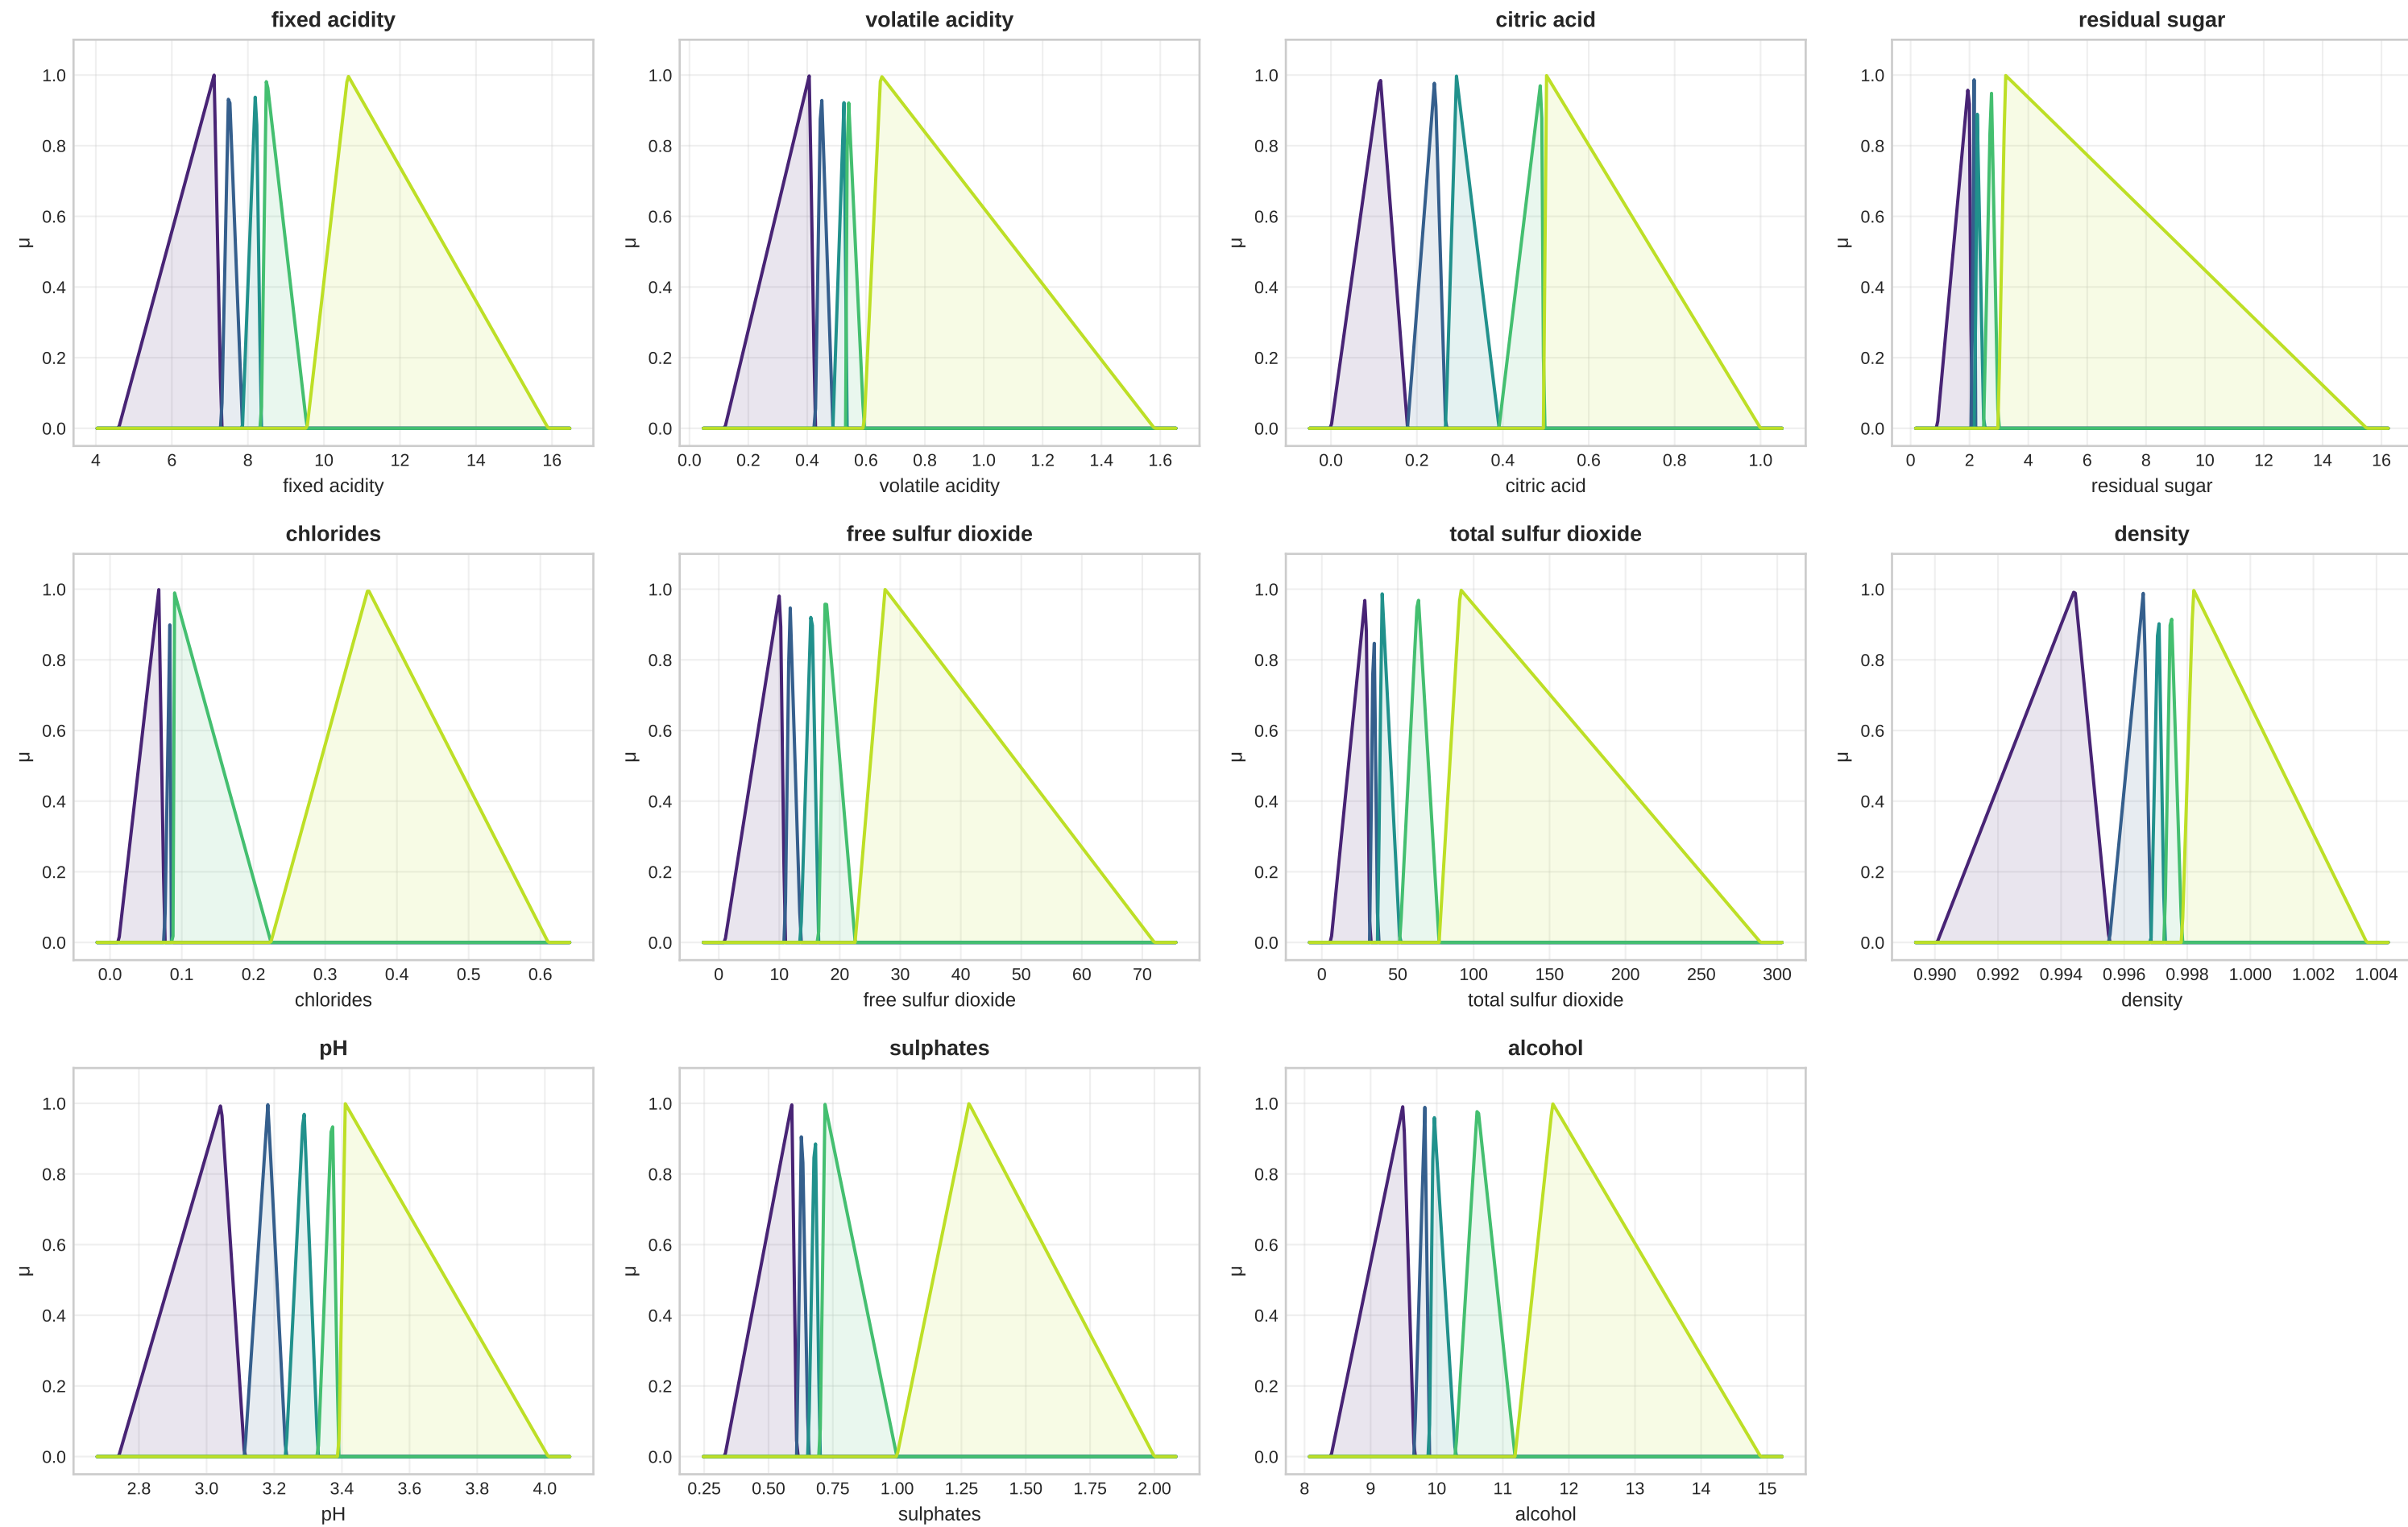 fixed acidity
volatile acidity
citric acid
residual sugar
μ
1.0
0.8
0.6
0.4
0.2
0.0
4 6 8 10 12 14 16
fixed acidity
μ
1.0
0.8
0.6
0.4
0.2
0.0
0.0 0.2 0.4 0.6 0.8 1.0 1.2 1.4 1.6
volatile acidity
μ
1.0
0.8
0.6
0.4
0.2
0.0
0.0 0.2 0.4 0.6 0.8 1.0
citric acid
μ
1.0
0.8
0.6
0.4
0.2
0.0
0 2 4 6 8 10 12 14 16
residual sugar
chlorides
free sulfur dioxide
total sulfur dioxide
density
μ
1.0
0.8
0.6
0.4
0.2
0.0
0.0 0.1 0.2 0.3 0.4 0.5 0.6
chlorides
μ
1.0
0.8
0.6
0.4
0.2
0.0
0 10 20 30 40 50 60 70
free sulfur dioxide
μ
1.0
0.8
0.6
0.4
0.2
0.0
0 50 100 150 200 250 300
total sulfur dioxide
μ
1.0
0.8
0.6
0.4
0.2
0.0
0.990 0.992 0.994 0.996 0.998 1.000 1.002 1.004
density
pH
sulphates
alcohol
μ
1.0
0.8
0.6
0.4
0.2
0.0
2.8 3.0 3.2 3.4 3.6 3.8 4.0
pH
μ
1.0
0.8
0.6
0.4
0.2
0.0
0.25 0.50 0.75 1.00 1.25 1.50 1.75 2.00
sulphates
μ
1.0
0.8
0.6
0.4
0.2
0.0
8 9 10 11 12 13 14 15
alcohol